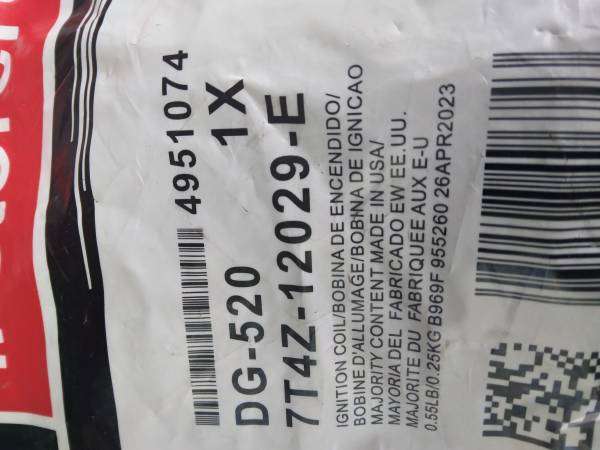 4951074
DG-520 1X
7T4Z-12029-E
IGNITION COIL/BOBINA DE ENCENDIDO/
BOBINE D'ALLUMAGE/BOBINA DE IGNICAO
MAJORITY CONTENT MADE IN USA/
MAYORIA DEL FABRICADO EW EE.UU.
MAJORITE DU FABRIQUÉE AUX E-U
0.55LB/0.25KG B969F 955260 26APR2023